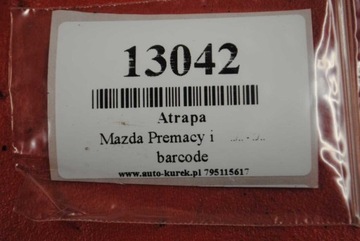 13042
Atrapa
Mazda Premacy i
barcode
www.auto-kurek.pl 795115617